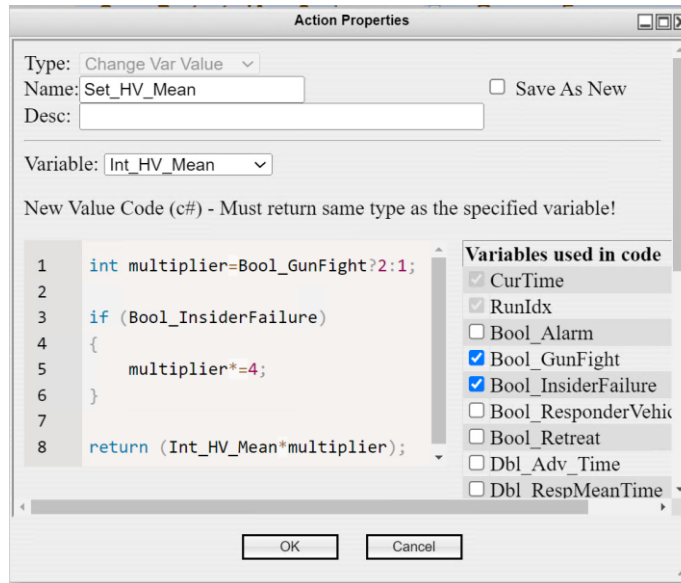 Action Properties
Type: Change Var Value
Name: Set_HV_Mean
Save As New
Desc:
Variable: Int_HV_Mean
New Value Code (c#) - Must return same type as the specified variable!
1 int multiplier=Bool_GunFight?2:1;
2
3 if (Bool_InsiderFailure)
4 {
5 multiplier*=4;
6 }
7
8 return (Int_HV_Mean*multiplier);
Variables used in code
CurTime
RunIdx
Bool_Alarm
Bool_GunFight
Bool_InsiderFailure
Bool_ResponderVehic
Bool_Retreat
Dbl_Adv_Time
Dbl_RespMeanTime
OK
Cancel